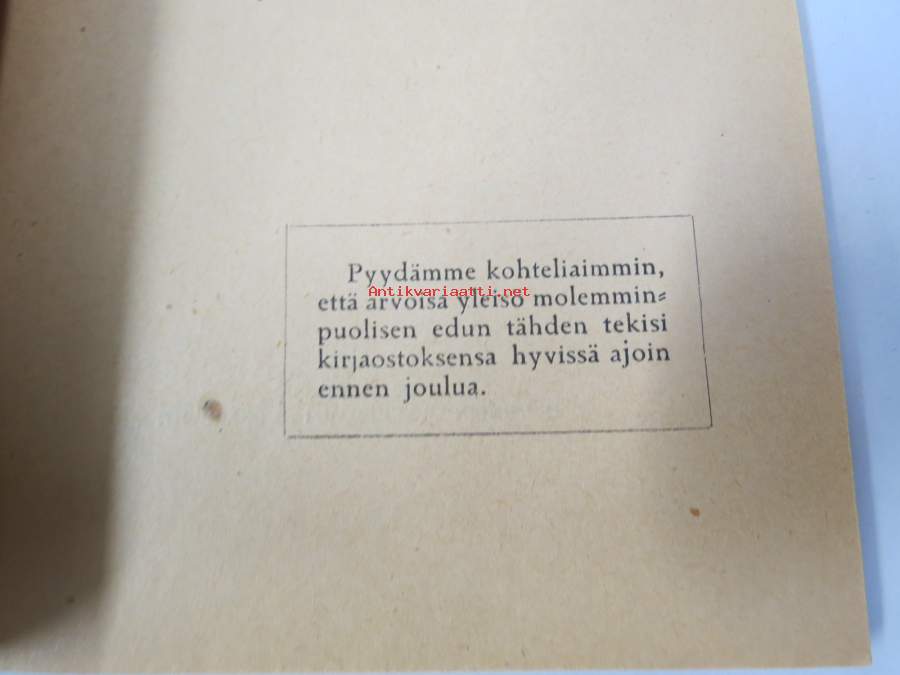 Pyydämme kohteliaimmin,
Antikvariaatti.net
että arvoisa yleisö molemmin=
puolisen edun tähden tekisi
kirjaostoksensa hyvissä ajoin
ennen joulua.